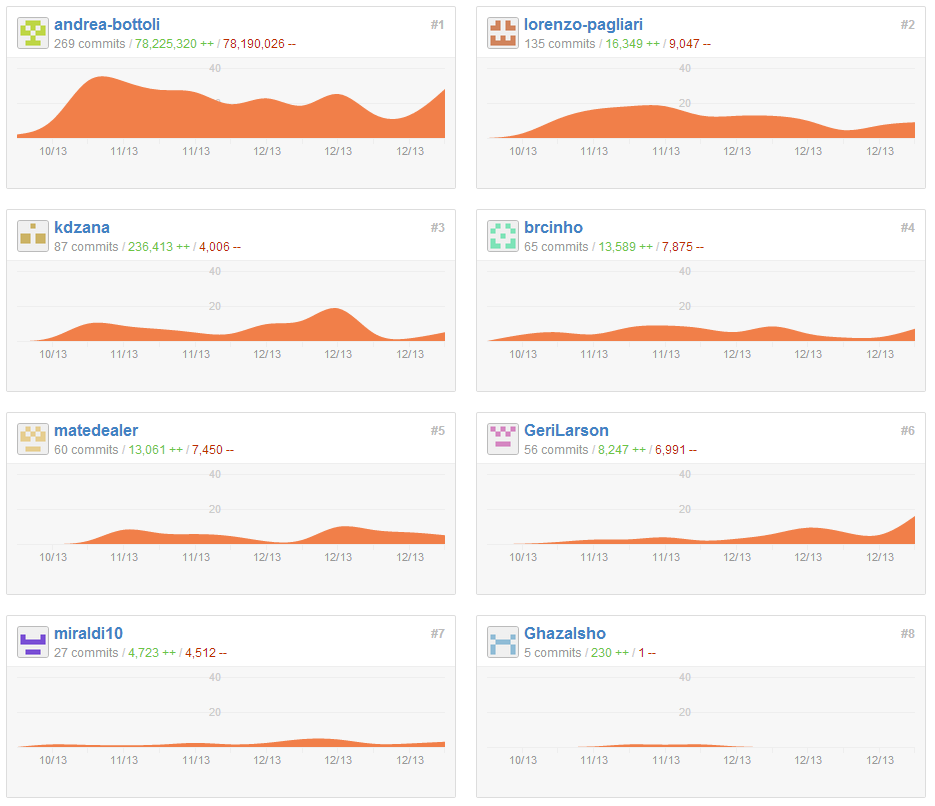 andrea-bottoli #1
269 commits / 78,225,320 ++ / 78,190,026 --
40
10/13 11/13 11/13 12/13 12/13 12/13
lorenzo-pagliari #2
135 commits / 16,349 ++ / 9,047 --
40
20
10/13 11/13 11/13 12/13 12/13 12/13
kdzana #3
87 commits / 236,413 ++ / 4,006 --
40
20
10/13 11/13 11/13 12/13 12/13 12/13
brcinho #4
65 commits / 13,589 ++ / 7,875 --
40
20
10/13 11/13 11/13 12/13 12/13 12/13
matedealer #5
60 commits / 13,061 ++ / 7,450 --
40
20
10/13 11/13 11/13 12/13 12/13 12/13
GeriLarson #6
56 commits / 8,247 ++ / 6,991 --
40
20
10/13 11/13 11/13 12/13 12/13 12/13
miraldi10 #7
27 commits / 4,723 ++ / 4,512 --
40
20
10/13 11/13 11/13 12/13 12/13 12/13
Ghazalsho #8
5 commits / 230 ++ / 1 --
40
20
10/13 11/13 11/13 12/13 12/13 12/13